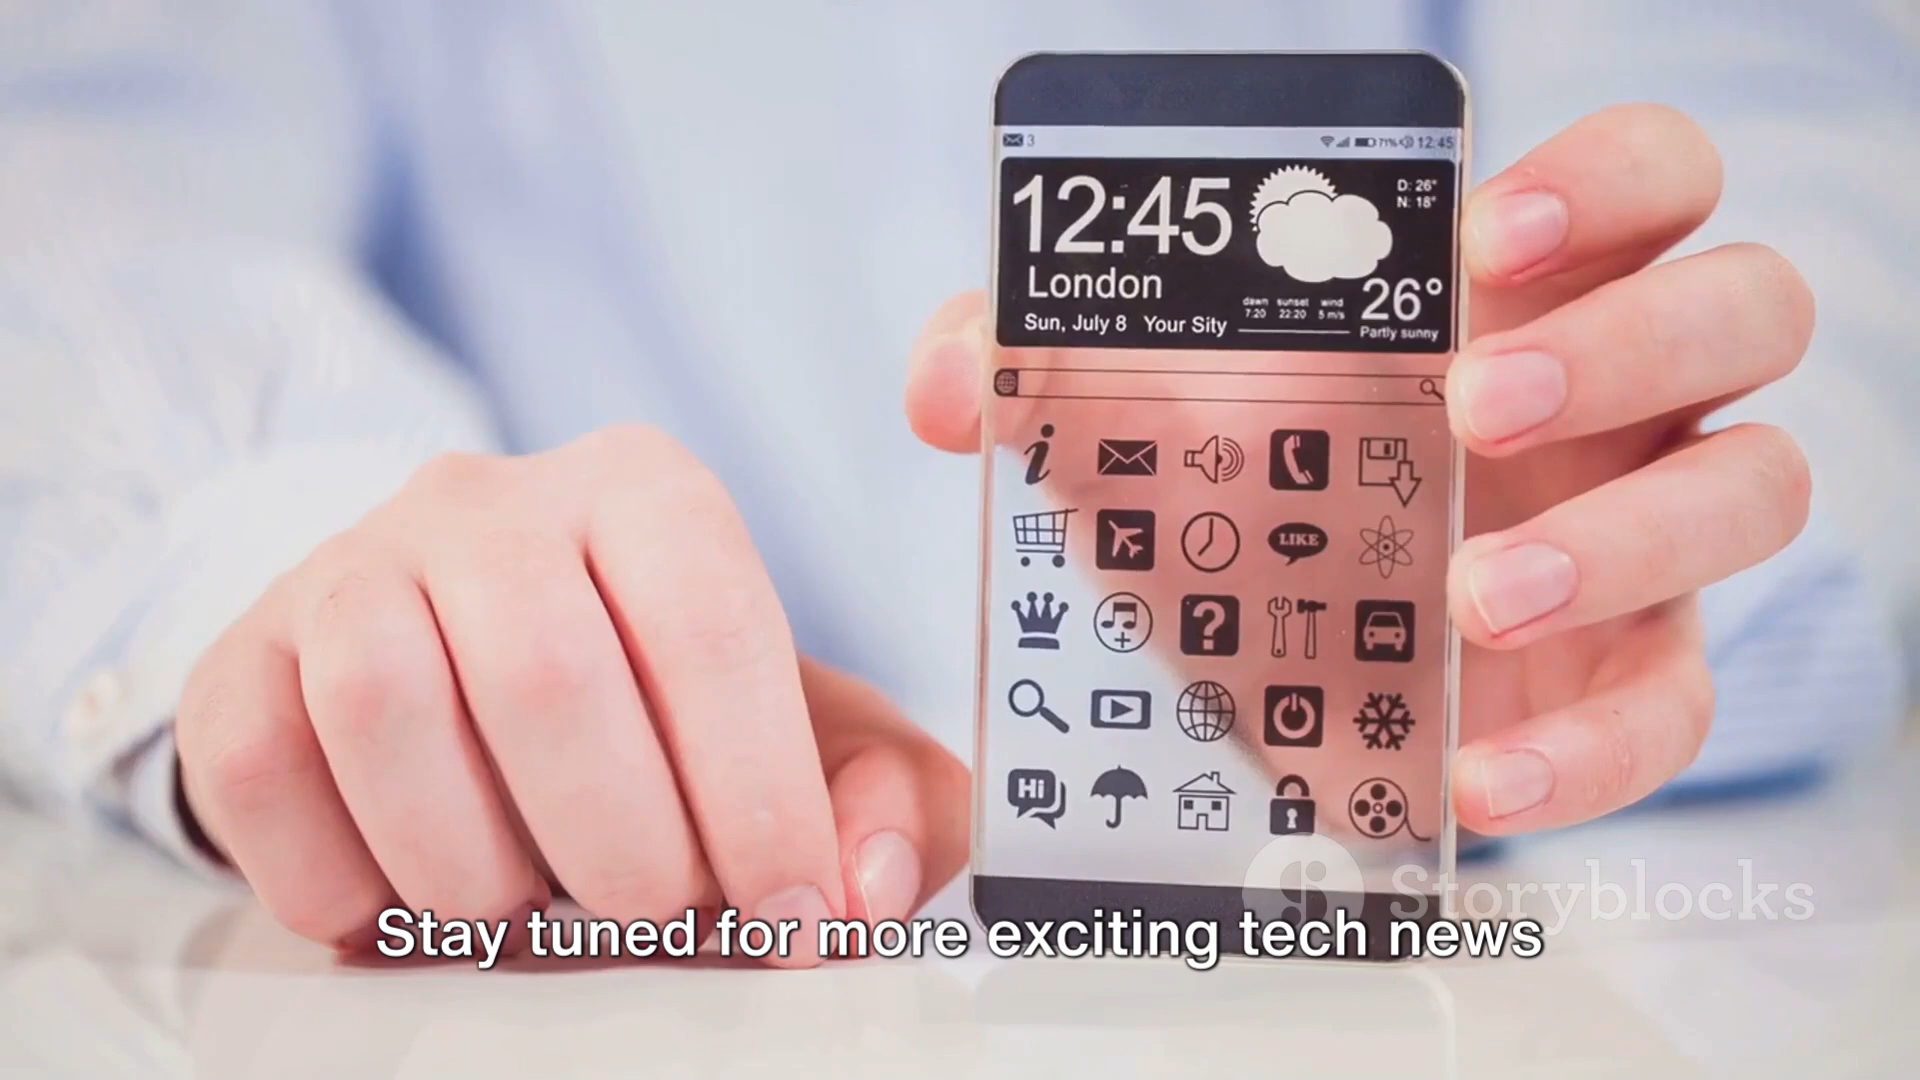 3
71% 12:45
12:45
D: 26°
N: 18°
London
dawn sunset wind
7:20 22:20 5 m/s
26°
Sun, July 8 Your Sity
Partly sunny
i
LIKE
?
Hi
Storyblocks
Stay tuned for more exciting tech news